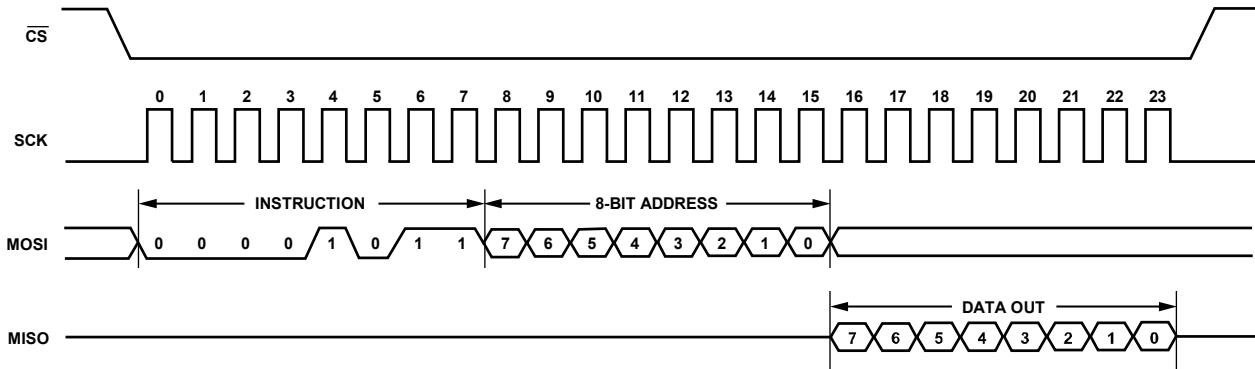 CS
0 1 2 3 4 5 6 7 8 9 10 11 12 13 14 15 16 17 18 19 20 21 22 23
SCK
INSTRUCTION 8-BIT ADDRESS
MOSI 0 0 0 0 1 0 1 1 7 6 5 4 3 2 1 0
DATA OUT
MISO 7 6 5 4 3 2 1 0